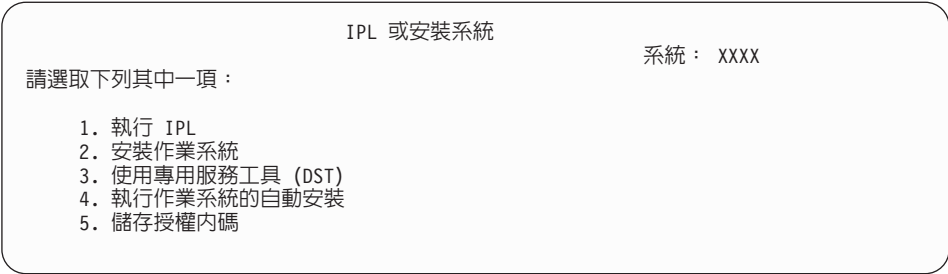 IPL 或安裝系統
系統： XXXX
請選取下列其中一項：
1. 執行 IPL
2. 安裝作業系統
3. 使用專用服務工具 (DST)
4. 執行作業系統的自動安裝
5. 儲存授權內碼